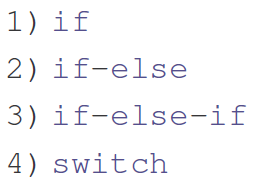 1) if
2) if-else
3) if-else-if
4) switch